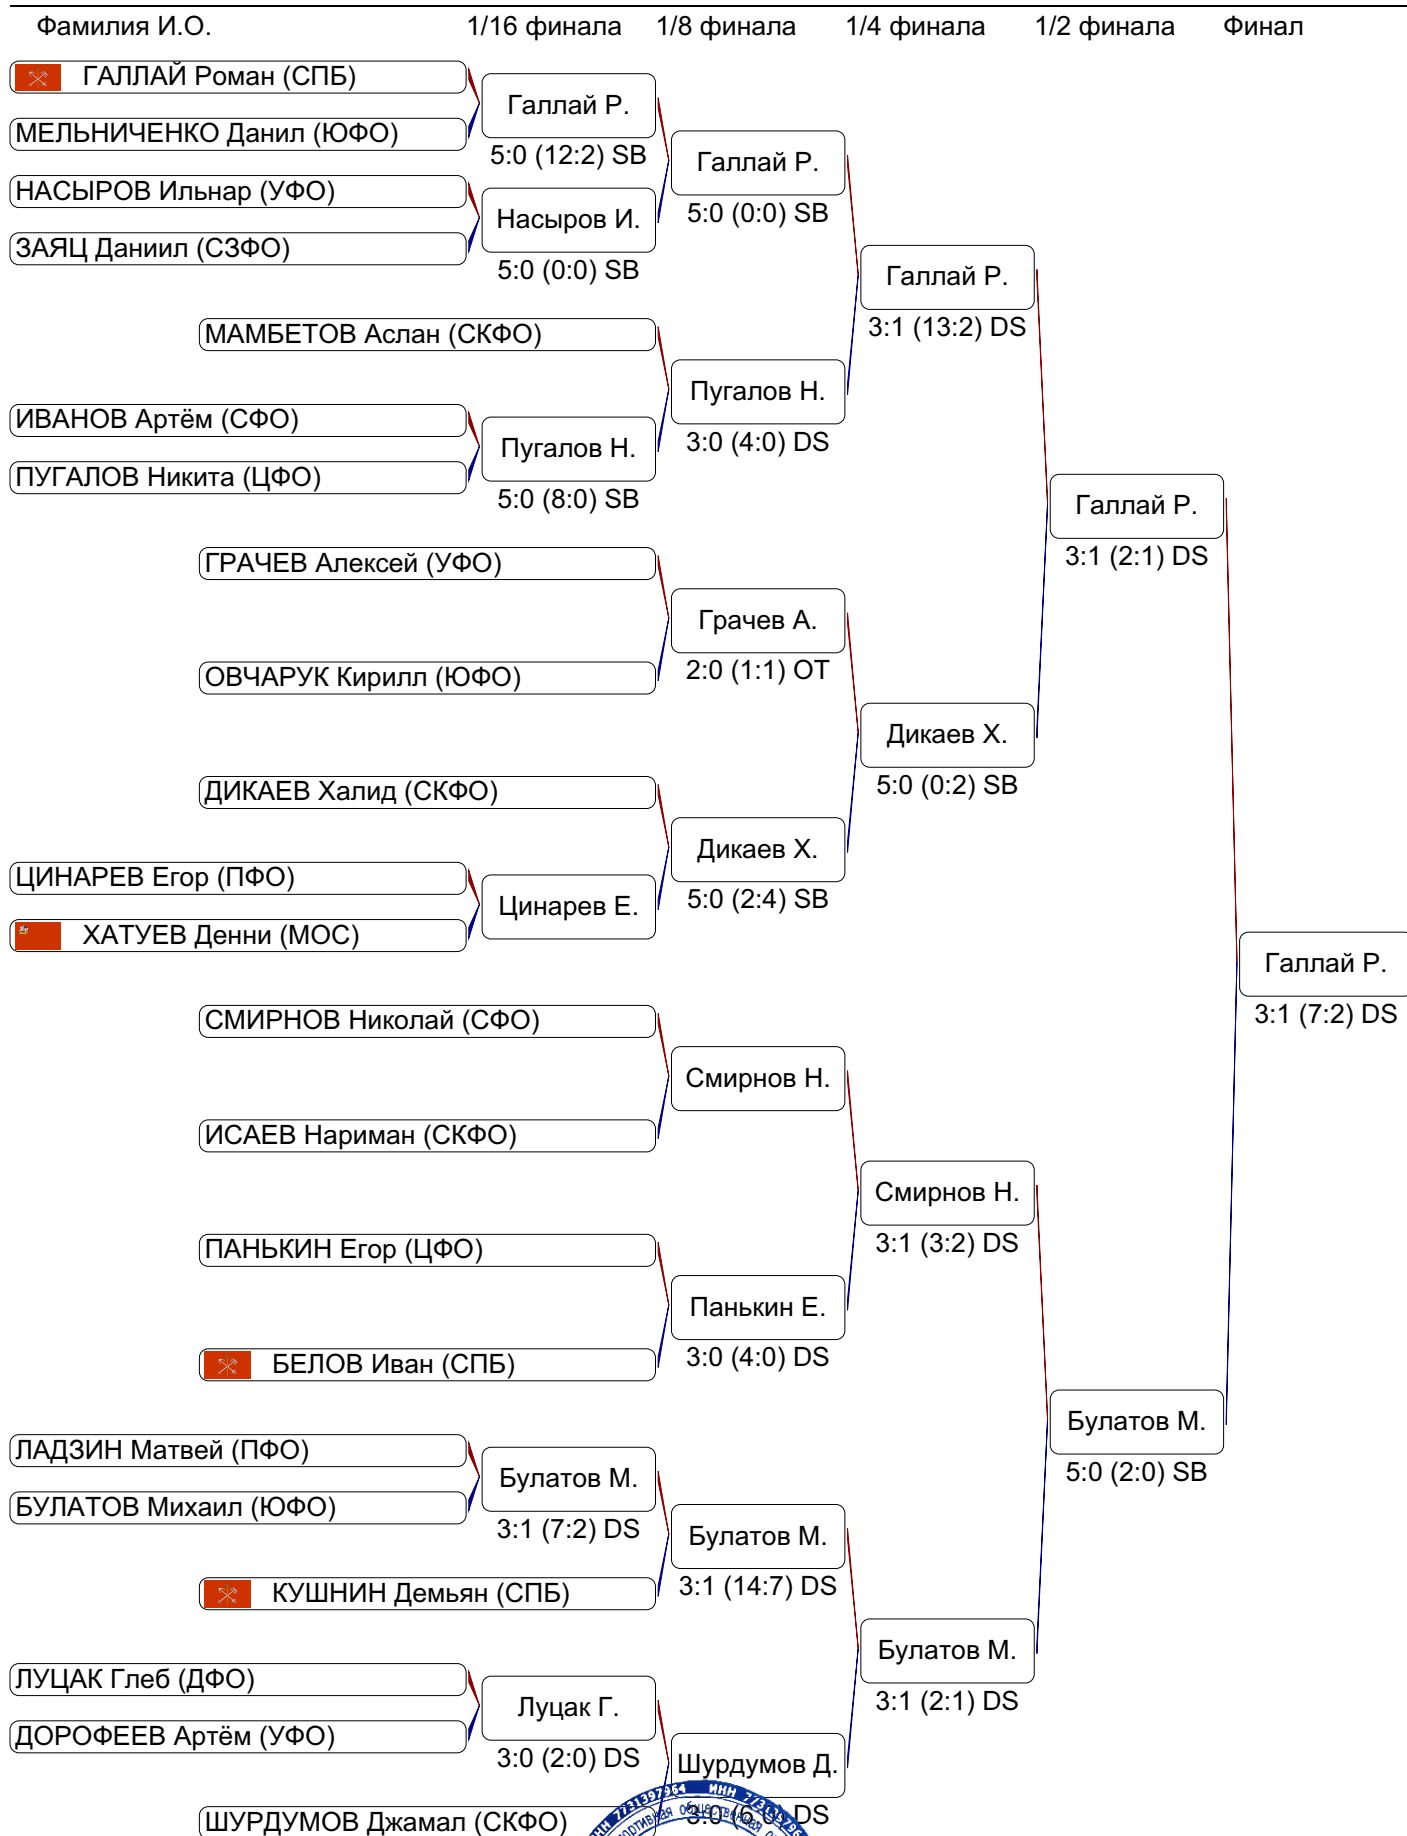 Фамилия И.О. 1/16 финала 1/8 финала 1/4 финала 1/2 финала Финал
ГАЛЛАЙ Роман (СПБ)
Галлай Р.
МЕЛЬНИЧЕНКО Данил (ЮФО)
5:0 (12:2) SB
Галлай Р.
НАСЫРОВ Ильнар (УФО)
5:0 (0:0) SB
Насыров И.
ЗАЯЦ Даниил (СЗФО)
5:0 (0:0) SB
Галлай Р.
3:1 (13:2) DS
МАМБЕТОВ Аслан (СКФО)
Пугалов Н.
ИВАНОВ Артём (СФО)
3:0 (4:0) DS
Пугалов Н.
ПУГАЛОВ Никита (ЦФО)
5:0 (8:0) SB
Галлай Р.
3:1 (2:1) DS
ГРАЧЕВ Алексей (УФО)
Грачев А.
2:0 (1:1) OT
ОВЧАРУК Кирилл (ЮФО)
Дикаев Х.
5:0 (0:2) SB
ДИКАЕВ Халид (СКФО)
Дикаев Х.
5:0 (2:4) SB
ЦИНАРЕВ Егор (ПФО)
Цинарев Е.
ХАТУЕВ Денни (МОС)
Галлай Р.
3:1 (7:2) DS
СМИРНОВ Николай (СФО)
Смирнов Н.
ИСАЕВ Нариман (СКФО)
Смирнов Н.
3:1 (3:2) DS
ПАНЬКИН Егор (ЦФО)
Панькин Е.
3:0 (4:0) DS
БЕЛОВ Иван (СПБ)
Булатов М.
5:0 (2:0) SB
ЛАДЗИН Матвей (ПФО)
Булатов М.
БУЛАТОВ Михаил (ЮФО)
3:1 (7:2) DS
Булатов М.
3:1 (14:7) DS
КУШНИН Демьян (СПБ)
Булатов М.
3:1 (2:1) DS
ЛУЦАК Глеб (ДФО)
Луцак Г.
ДОРОФЕЕВ Артём (УФО)
3:0 (2:0) DS
Шурдумов Д.
DS
ШУРДУМОВ Джамал (СКФО)
ИНН 7731397964 ИНН